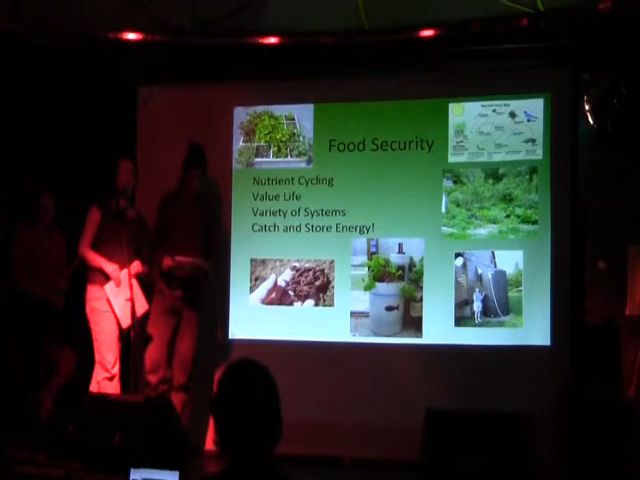 Food Security
Nutrient Cycling
Value Life
Variety of Systems
Catch and Store Energy!